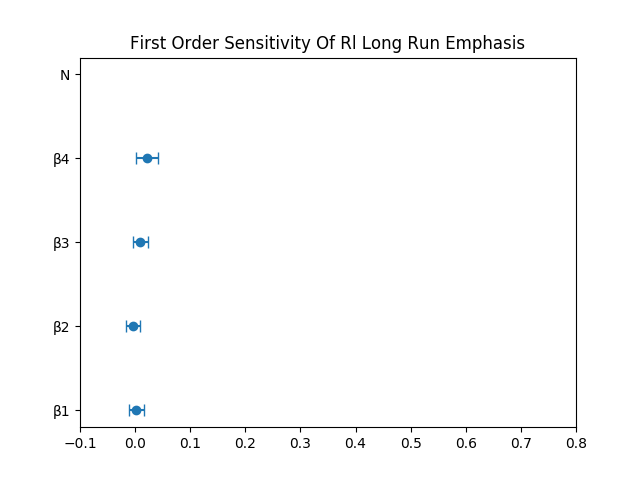 First Order Sensitivity Of Rl Long Run Emphasis
N
β4
β3
β2
β1
−0.1 0.0 0.1 0.2 0.3 0.4 0.5 0.6 0.7 0.8